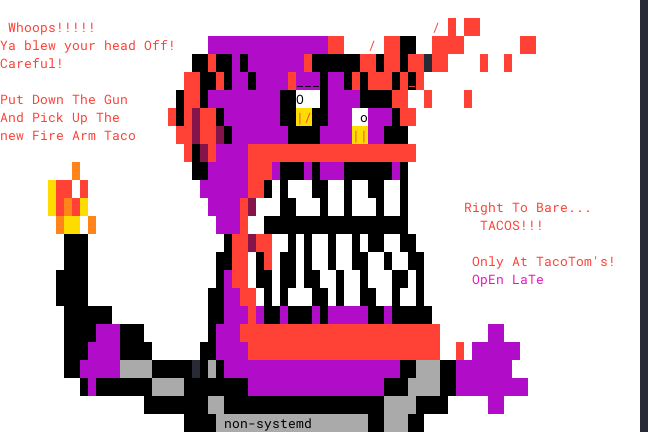 Whoops!!!!!
Ya blew your head Off!
Careful!
Put Down The Gun
And Pick Up The
new Fire Arm Taco
Right To Bare...
TACOS!!!
Only At TacoTom's!
OpEn LaTe
non-systemd